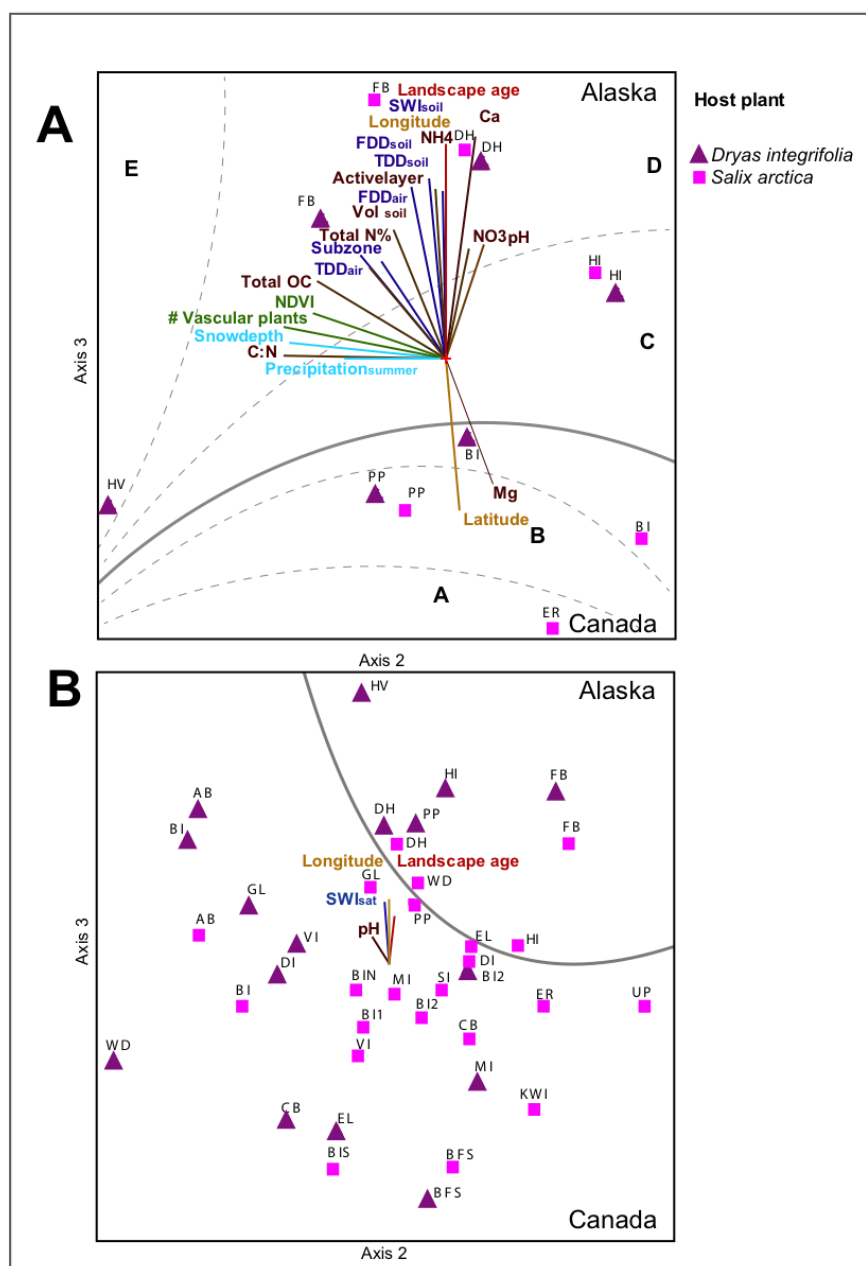 A
Alaska
FB
Landscape age
SWIsoil
Ca
Longitude
NH4
DH
DH
FDDsoil
TDDsoil
Activelayer
E
D
FDDair
FB
Vol soil
Total N%
NO3 pH
Subzone
TDDair
HI
HI
Total OC
NDVI
# Vascular plants
Snowdepth
C
C:N
Precipitationsummer
Axis 3
BI
HV
PP
PP
Mg
Latitude
B
BI
A
ER
Canada
Axis 2
Host plant
Dryas integrifolia
Salix arctica
B
Alaska
HV
HI
FB
AB
DH
PP
BI
FB
DH
Longitude
Landscape age
GL
WD
SWIsat
GL
PP
AB
pH
VI
EL
HI
Axis 3
DI
DI
BI2
BIN
MI
SI
BI
BI2
ER
UP
BI1
CB
VI
WD
MI
KWI
CB
EL
BIS
BFS
BFS
Canada
Axis 2